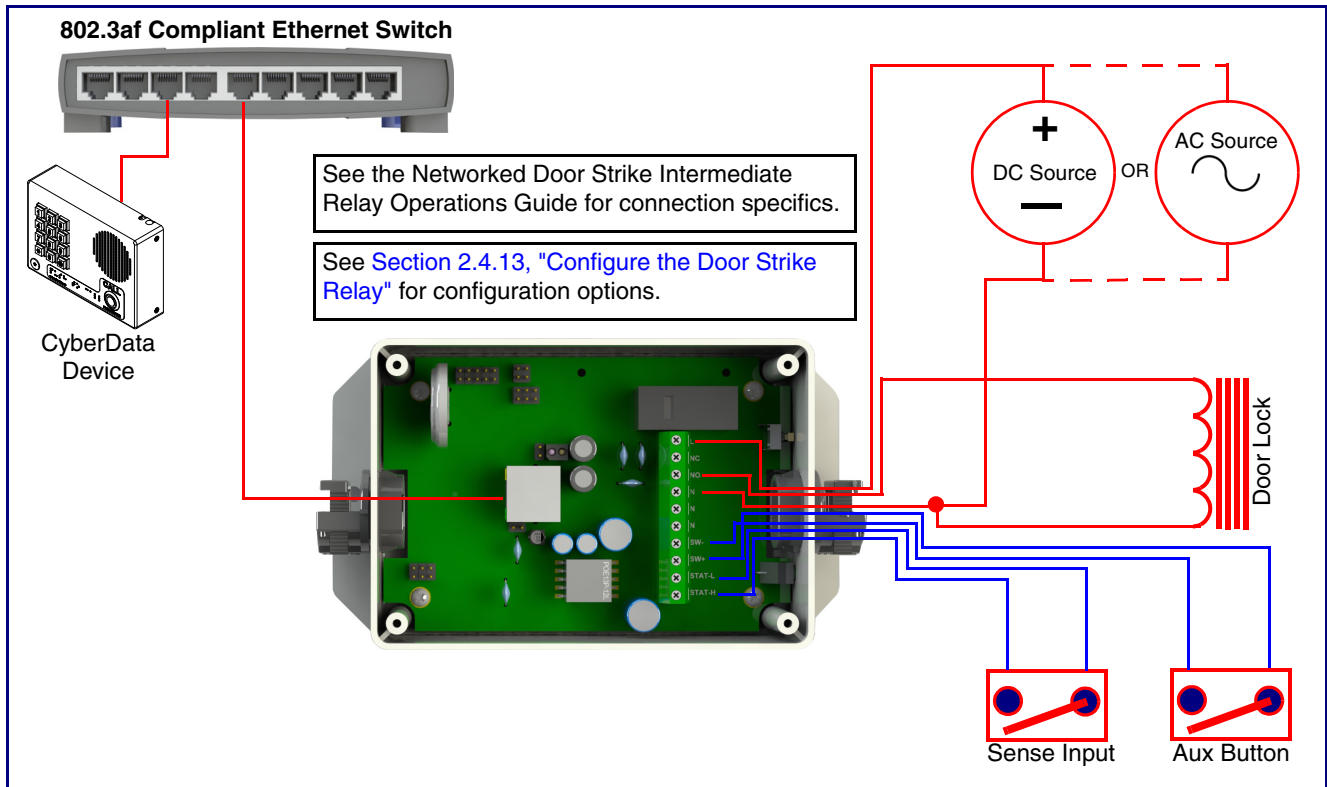 802.3af Compliant Ethernet Switch
+
DC Source
OR
AC Source
See the Networked Door Strike Intermediate
Relay Operations Guide for connection specifics.
See Section 2.4.13, "Configure the Door Strike
Relay" for configuration options.
CyberData
Device
Door Lock
L
NC
NO
N
N
N
SW-
SW+
STAT-L
STAT-H
Sense Input
Aux Button